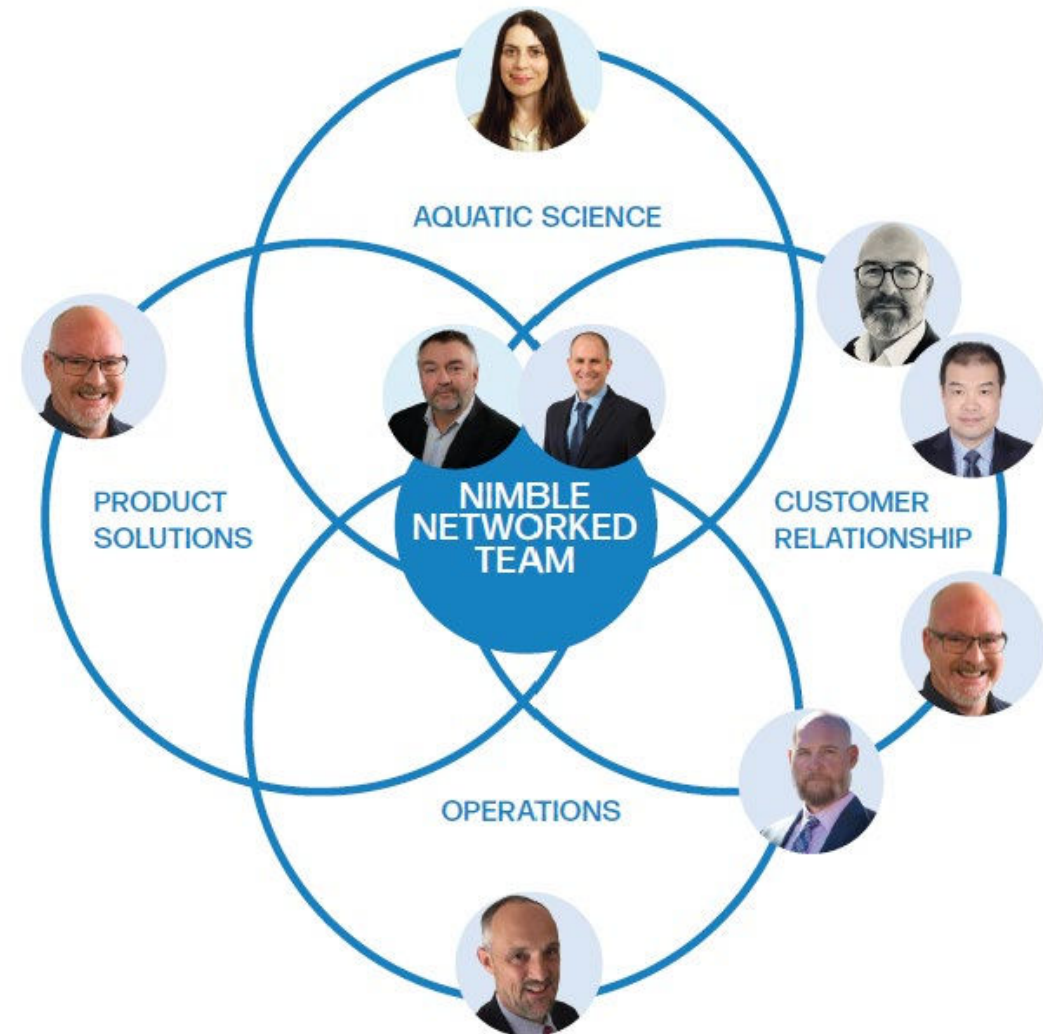 AQUATIC SCIENCE
PRODUCT
SOLUTIONS
NIMBLE
NETWORKED
TEAM
CUSTOMER
RELATIONSHIP
OPERATIONS